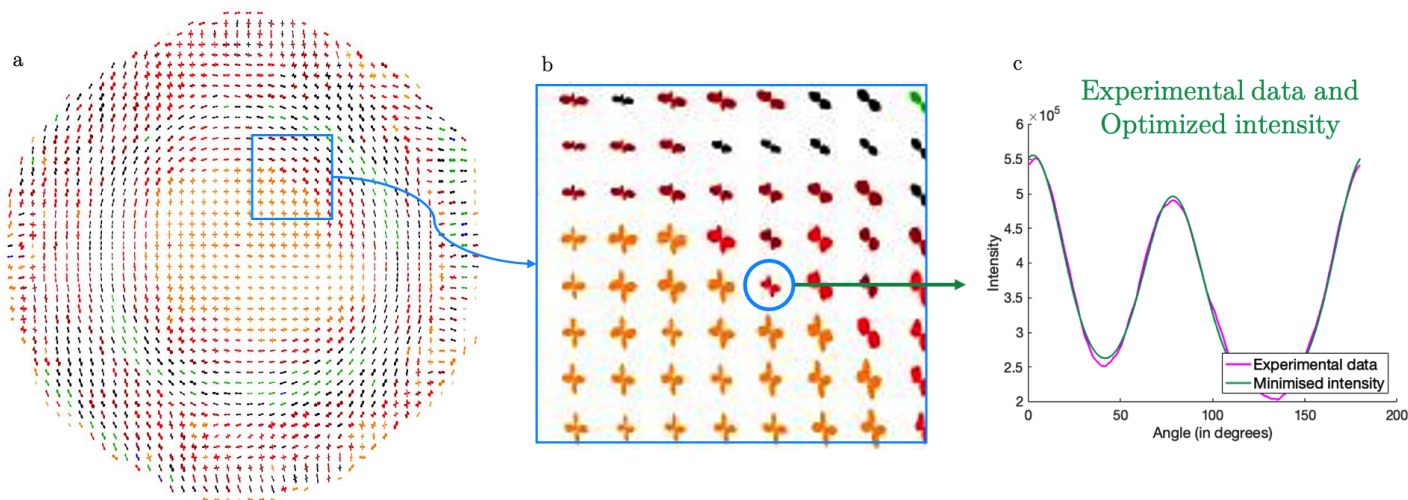 a
b
c
Experimental data and
Optimized intensity
×10⁵
6
5.5
5
4.5
4
3.5
3
2.5
2
Intensity
Experimental data
Minimised intensity
0
50
100
150
200
Angle (in degrees)